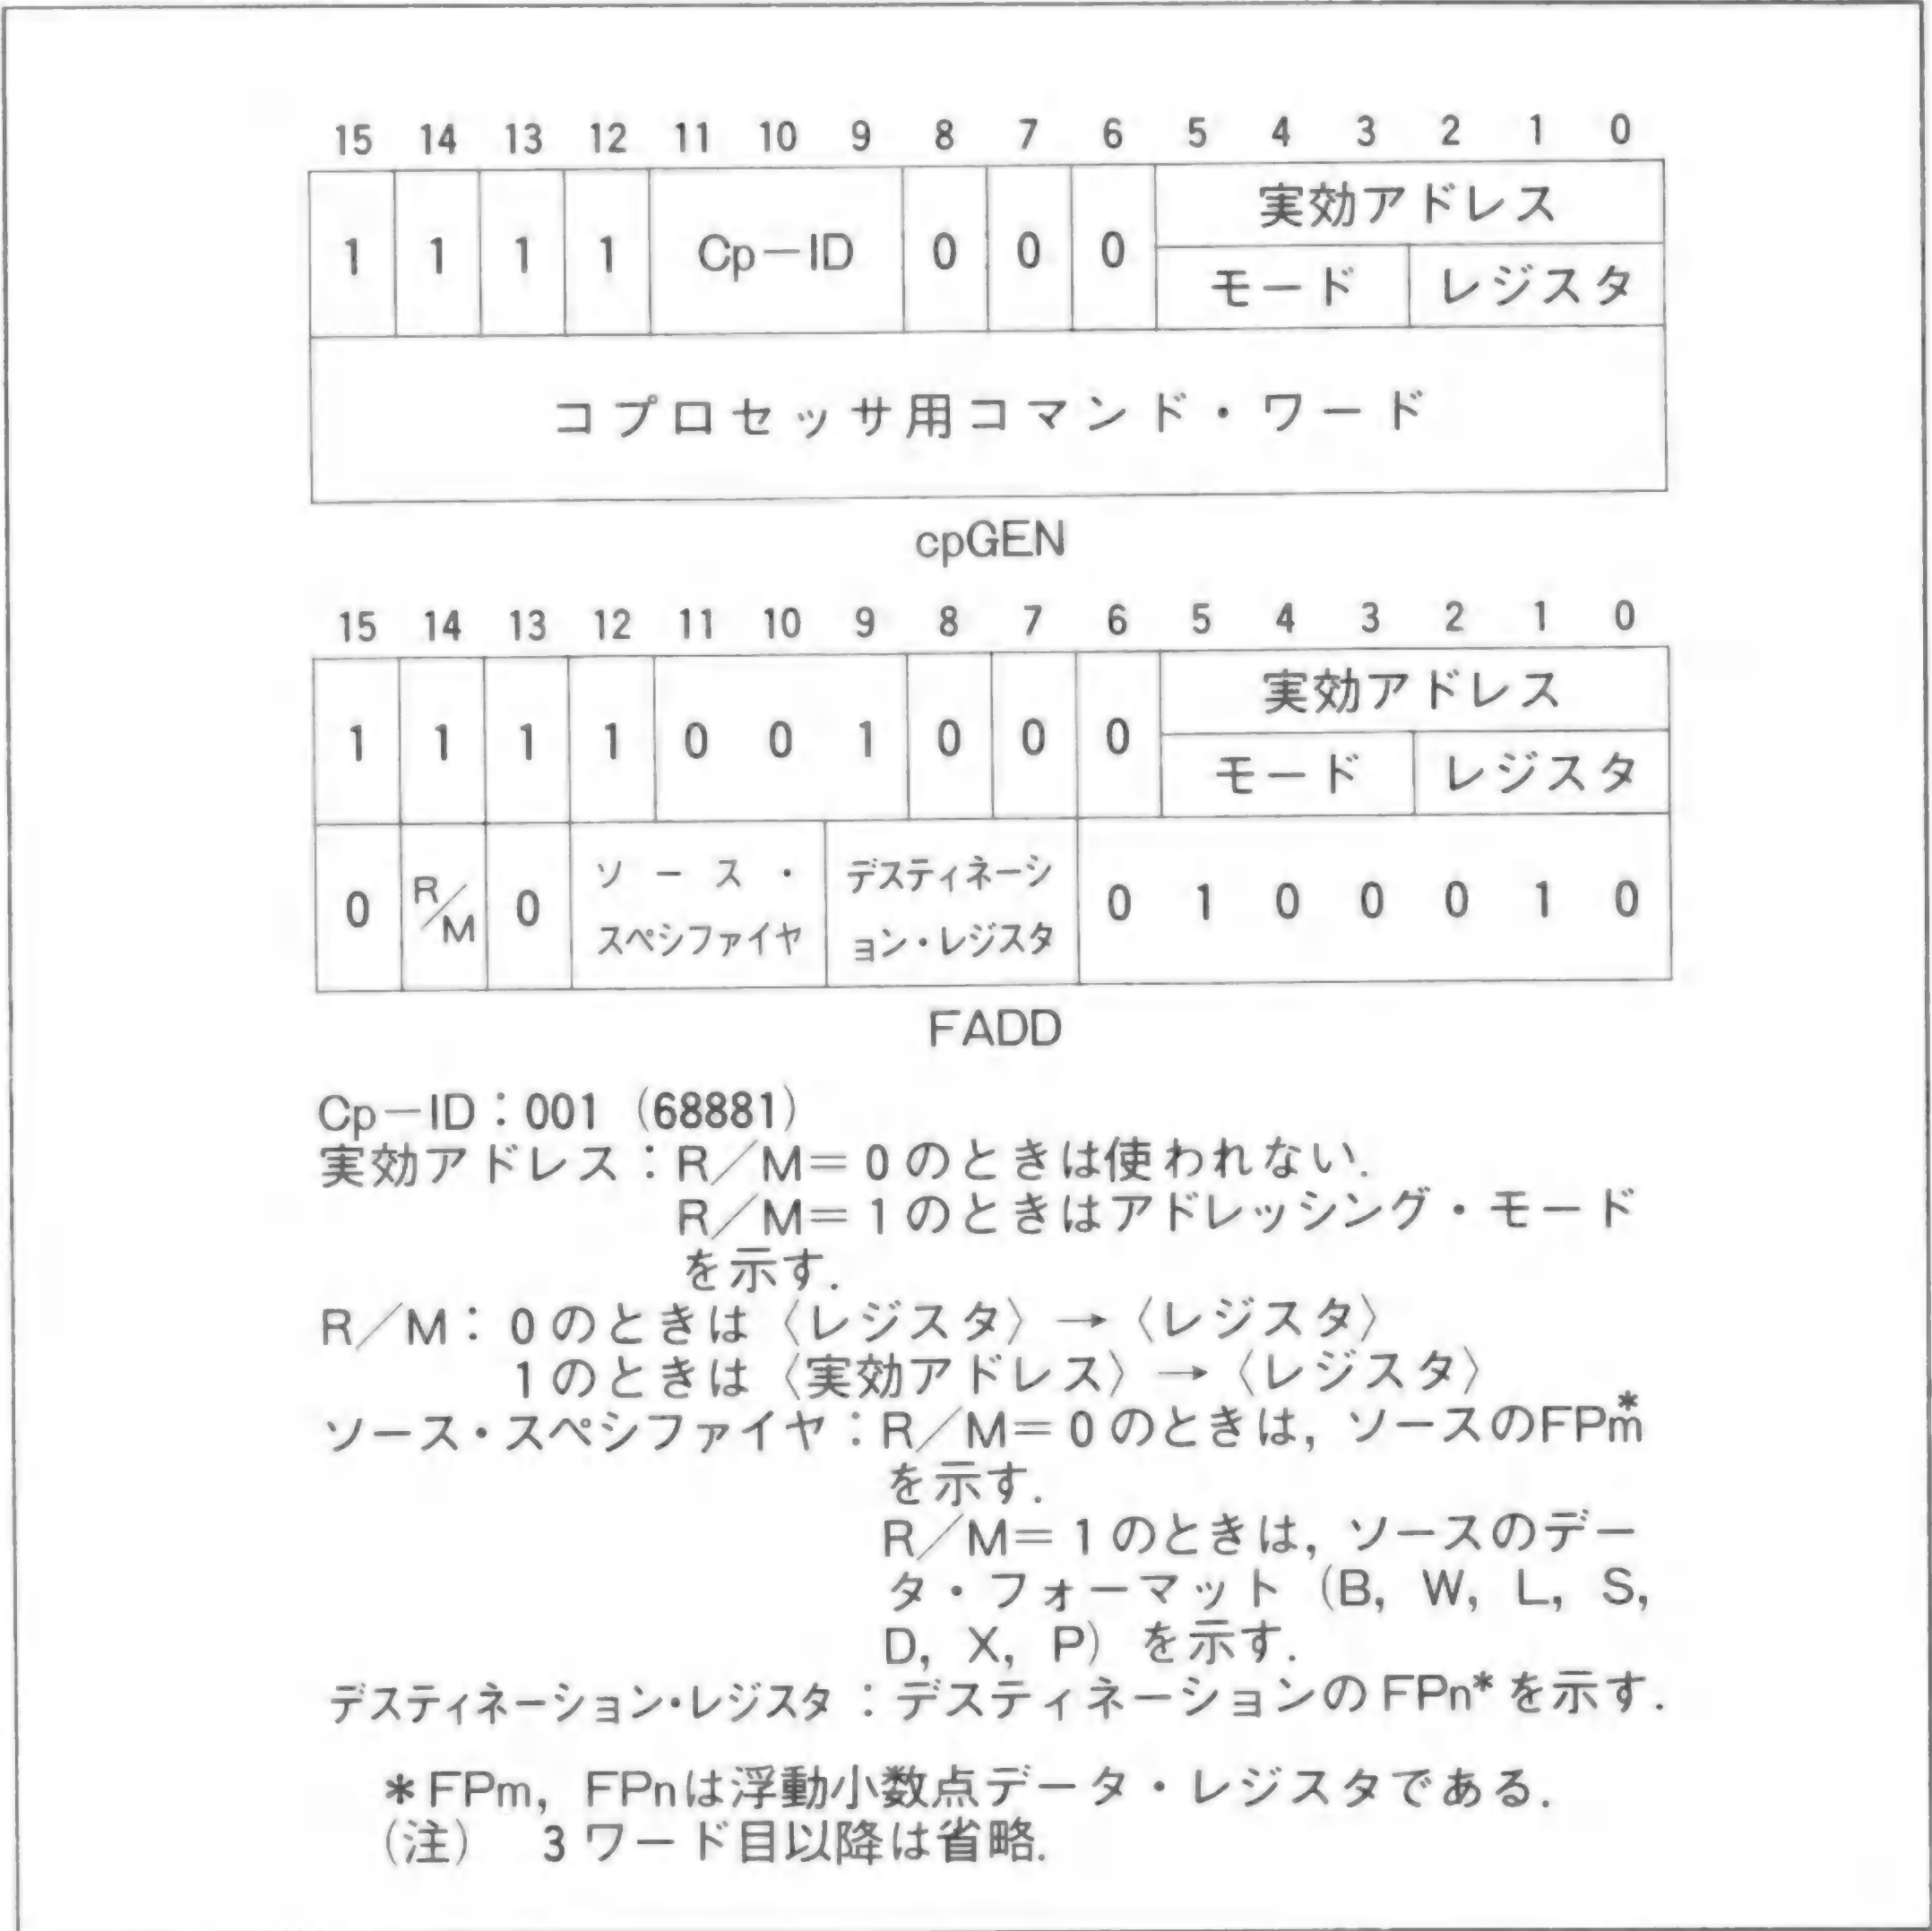 15 14 13 12 11 10 9 8 7 6 5 4 3 2 1 0
1 1 1 1 Cp－ID 0 0 0 実効アドレス
モード レジスタ
コプロセッサ用コマンド・ワード
cpGEN
15 14 13 12 11 10 9 8 7 6 5 4 3 2 1 0
1 1 1 1 0 0 1 0 0 0 実効アドレス
モード レジスタ
0 R／M 0 ソース・ デスティネーシ 0 1 0 0 0 1 0
スペシファイヤ ョン・レジスタ
FADD
Cp－ID：001（68881）
実効アドレス：R／M＝0のときは使われない.
R／M＝1のときはアドレッシング・モード
を示す.
R／M：0のときは〈レジスタ〉→〈レジスタ〉
1のときは〈実効アドレス〉→〈レジスタ〉
ソース・スペシファイヤ：R／M＝0のときは，ソースのFPm*
を示す.
R／M＝1のときは，ソースのデー
タ・フォーマット（B，W，L，S，
D，X，P）を示す.
デスティネーション・レジスタ：デスティネーションのFPn*を示す.
*FPm，FPnは浮動小数点データ・レジスタである.
（注） 3ワード目以降は省略.